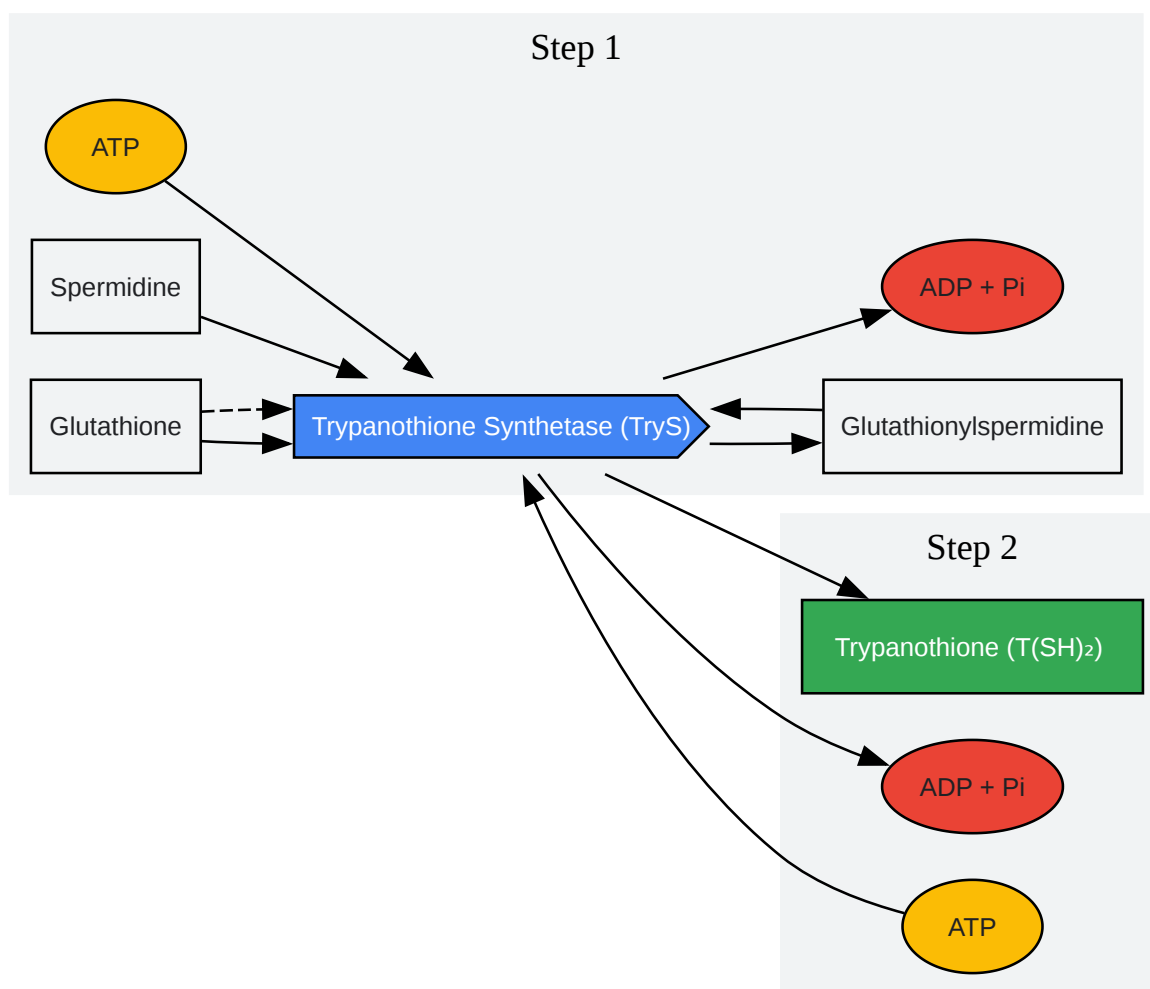 Step 1
ATP
Spermidine
ADP + Pi
Glutathione
Trypanothione Synthetase (TryS)
Glutathionylspermidine
Step 2
Trypanothione (T(SH)₂)
ADP + Pi
ATP